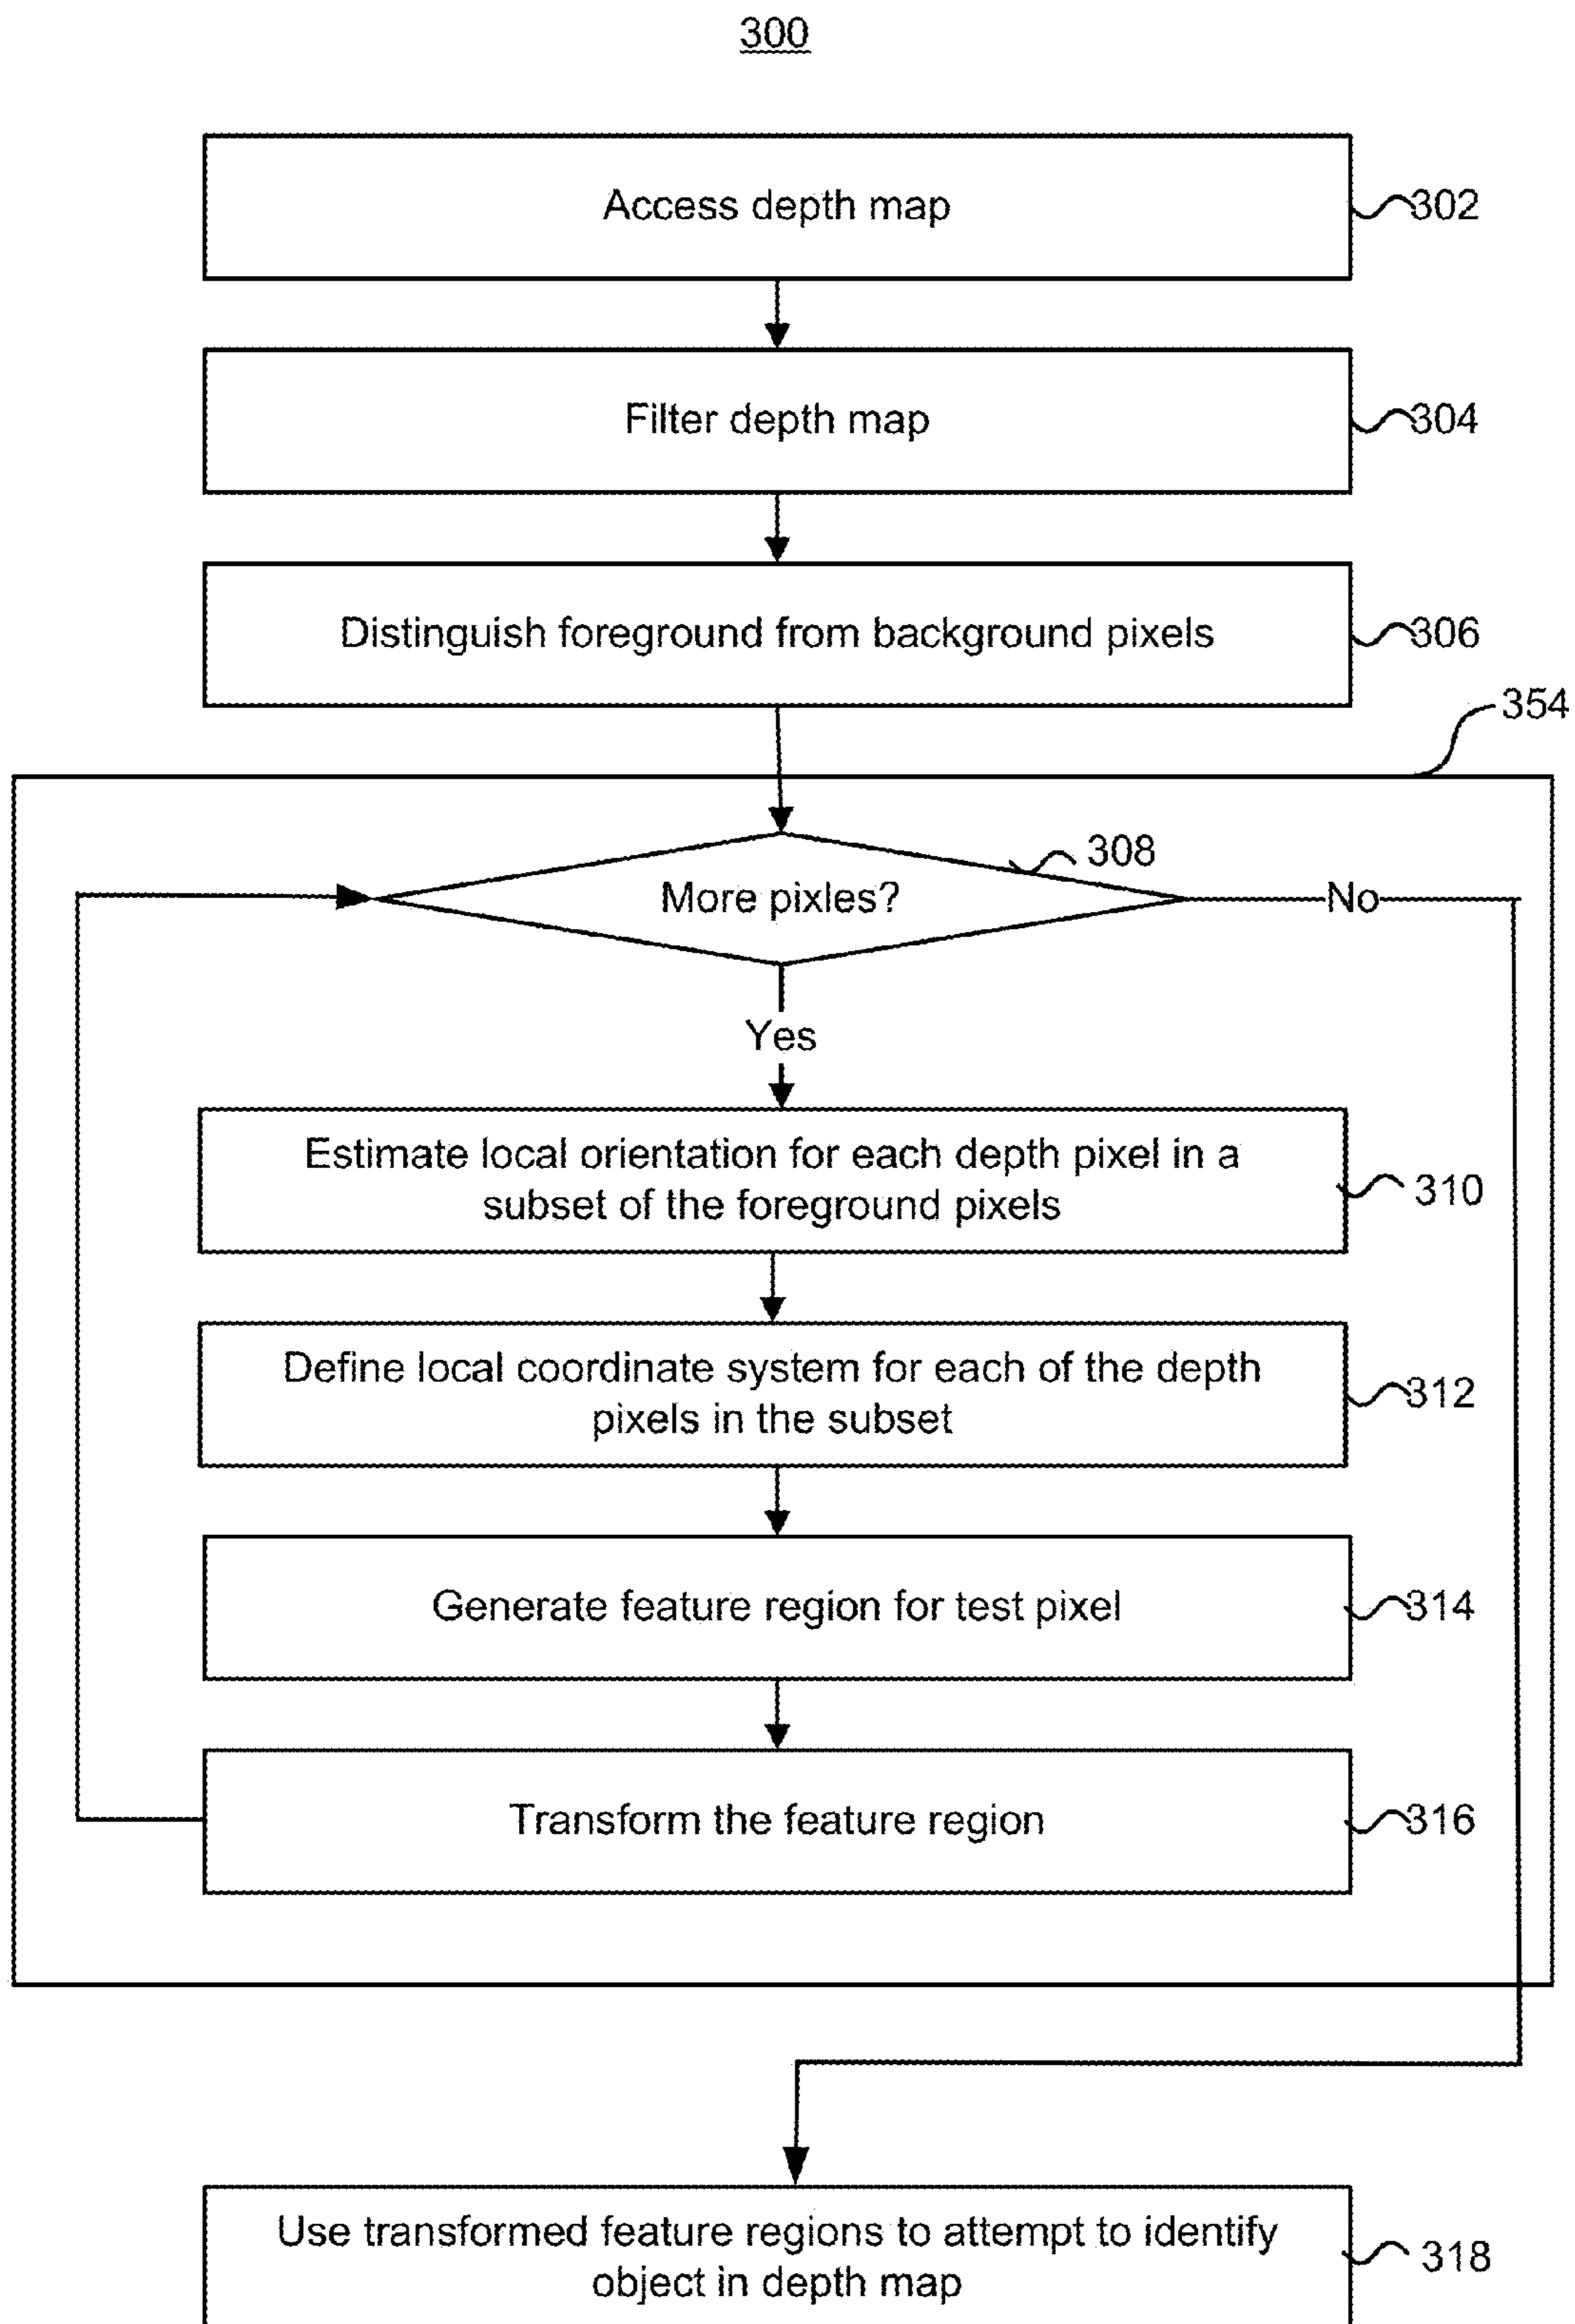 300
Access depth map
302
Filter depth map
304
Distinguish foreground from background pixels
306
354
308
More pixles?
No
Yes
Estimate local orientation for each depth pixel in a
subset of the foreground pixels
310
Define local coordinate system for each of the depth
pixels in the subset
312
Generate feature region for test pixel
314
Transform the feature region
316
Use transformed feature regions to attempt to identify
object in depth map
318